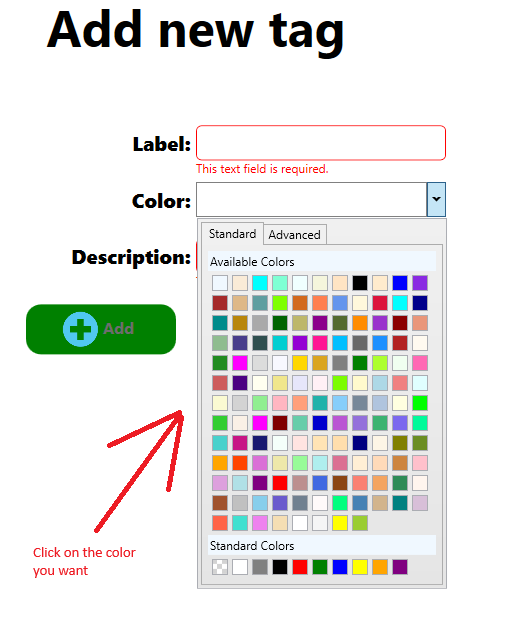 Add new tag
Label:
This text field is required.
Color:
Standard
Advanced
Description:
Available Colors
Add
Click on the color
you want
Standard Colors